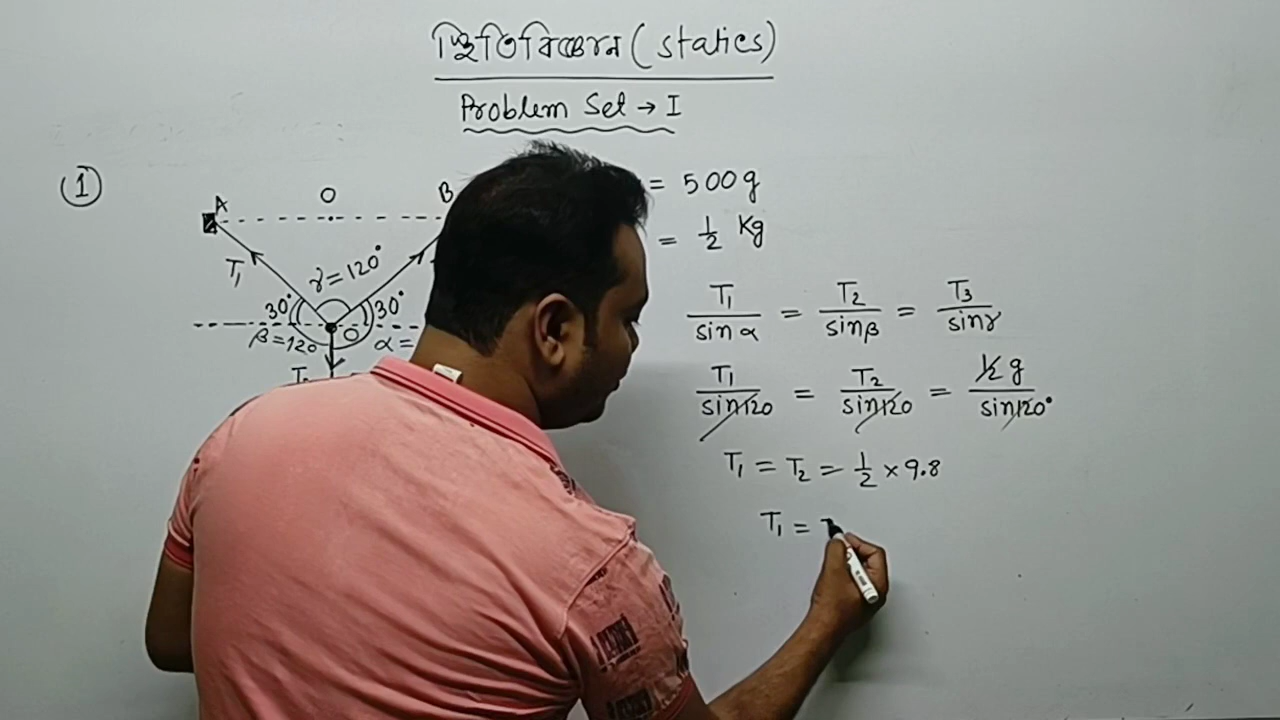 স্থিতিবিজ্ঞান (statics)
Problem Set → I
1
A O B
T₁ γ = 120°
30° 30°
β = 120 O α =
= 500g
= ½ Kg
T₁/sin α = T₂/sin β = T₃/sin γ
T₁/sin120 = T₂/sin120 = ½ g/sin120°
T₁ = T₂ = ½ × 9.8
T₁ =